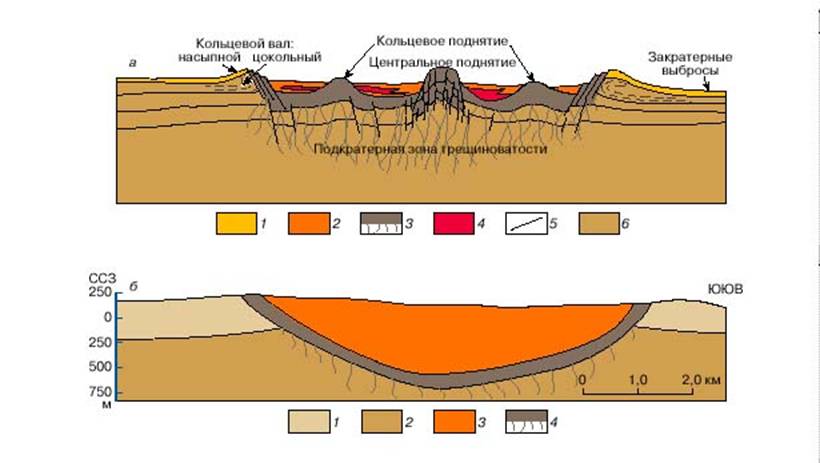 Кольцевой вал:
насыпной цокольный
а
Кольцевое поднятие
Центральное поднятие
Закратерные
выбросы
Подкратерная зона трещиноватости
1 2 3 4 5 6
ССЗ
б
ЮЮВ
250
0
250
500
750
м
0 1,0 2,0 км
1 2 3 4